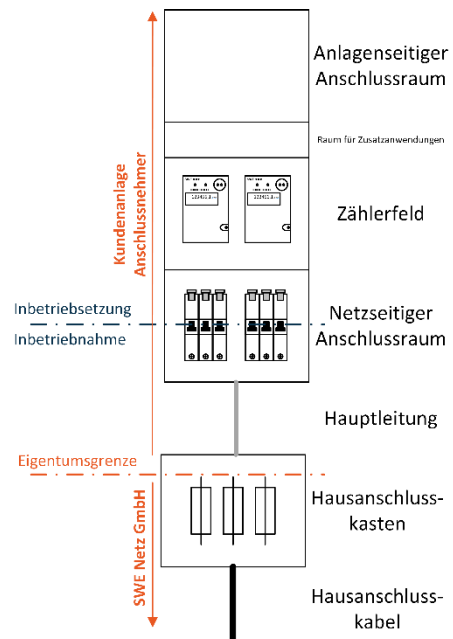 Anlagenseitiger
Anschlussraum
Raum für Zusatzanwendungen
Kundenanlage
Anschlussnehmer
Zählerfeld
Inbetriebsetzung
Inbetriebnahme
Netzseitiger
Anschlussraum
Hauptleitung
Eigentumsgrenze
SWE Netz GmbH
Hausanschluss-
kasten
Hausanschluss-
kabel